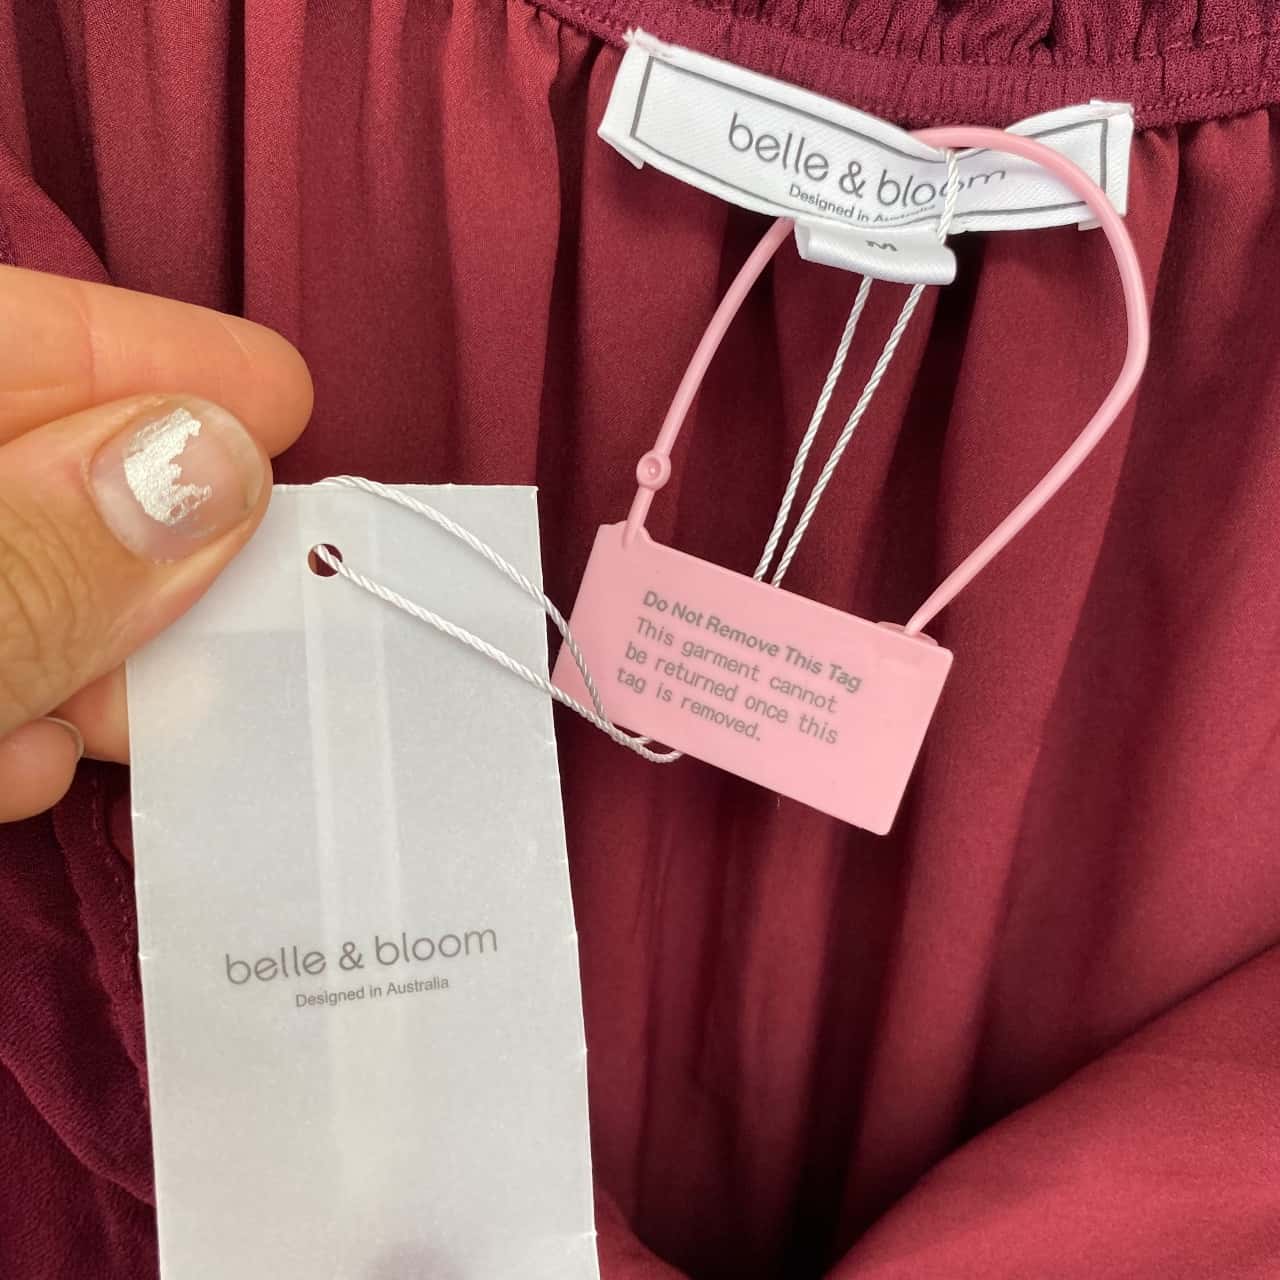 belle & bloom
Designed in Australia
M
Do Not Remove This Tag
This garment cannot
be returned once this
tag is removed.
belle & bloom
Designed in Australia